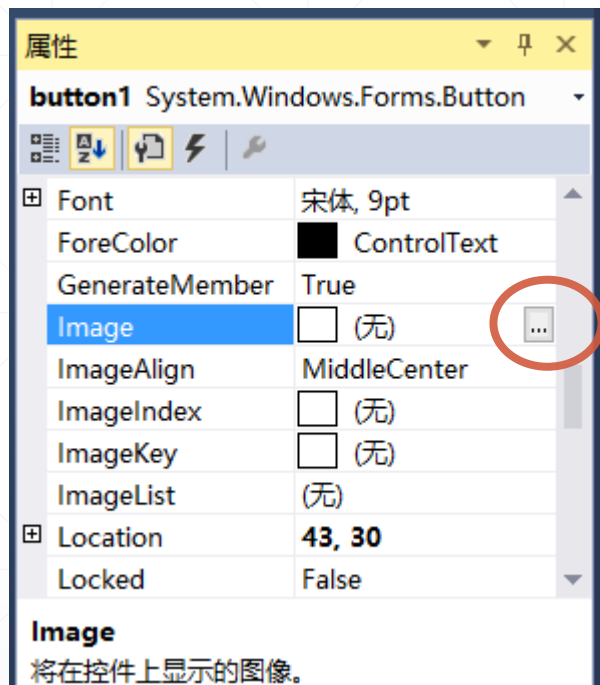 属性
button1 System.Windows.Forms.Button
Font 宋体, 9pt
ForeColor ControlText
GenerateMember True
Image (无) ...
ImageAlign MiddleCenter
ImageIndex (无)
ImageKey (无)
ImageList (无)
Location 43, 30
Locked False
Image
将在控件上显示的图像。